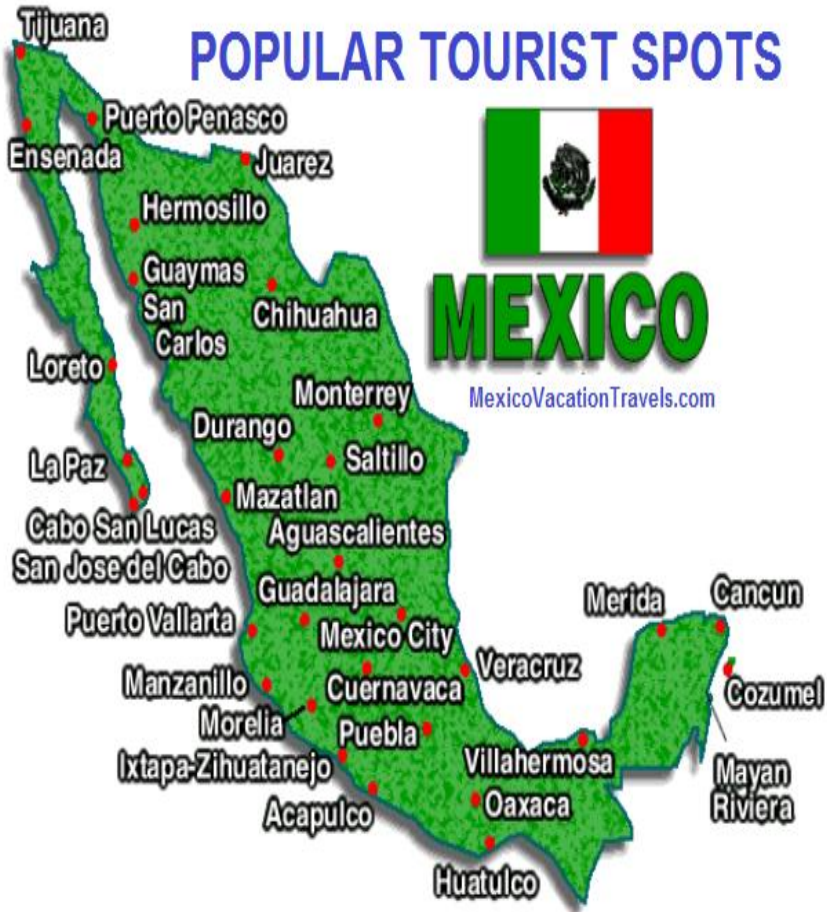 Tijuana
POPULAR TOURIST SPOTS
Puerto Penasco
Ensenada
Juarez
Hermosillo
Guaymas
San
Carlos
Chihuahua
MEXICO
MexicoVacationTravels.com
Loreto
Monterrey
Durango
Saltillo
La Paz
Mazatlan
Cabo San Lucas
San Jose del Cabo
Aguascalientes
Guadalajara
Puerto Vallarta
Mexico City
Merida
Cancun
Veracruz
Manzanillo
Cuernavaca
Cozumel
Morelia
Puebla
Ixtapa-Zihuatanejo
Villahermosa
Mayan
Riviera
Acapulco
Oaxaca
Huatulco